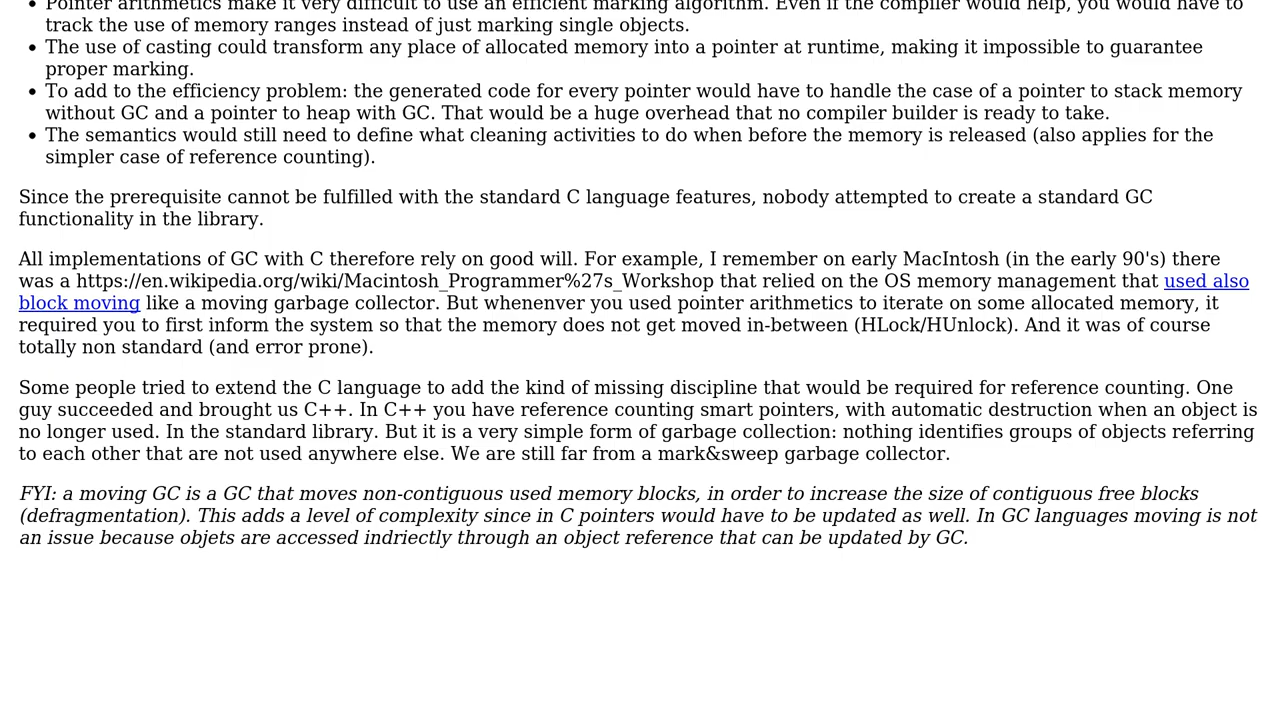 Pointer arithmetics make it very difficult to use an efficient marking algorithm. Even if the compiler would help, you would have to
track the use of memory ranges instead of just marking single objects.
The use of casting could transform any place of allocated memory into a pointer at runtime, making it impossible to guarantee
proper marking.
To add to the efficiency problem: the generated code for every pointer would have to handle the case of a pointer to stack memory
without GC and a pointer to heap with GC. That would be a huge overhead that no compiler builder is ready to take.
The semantics would still need to define what cleaning activities to do when before the memory is released (also applies for the
simpler case of reference counting).
Since the prerequisite cannot be fulfilled with the standard C language features, nobody attempted to create a standard GC
functionality in the library.
All implementations of GC with C therefore rely on good will. For example, I remember on early MacIntosh (in the early 90's) there
was a https://en.wikipedia.org/wiki/Macintosh_Programmer%27s_Workshop that relied on the OS memory management that used also
block moving like a moving garbage collector. But whenenver you used pointer arithmetics to iterate on some allocated memory, it
required you to first inform the system so that the memory does not get moved in-between (HLock/HUnlock). And it was of course
totally non standard (and error prone).
Some people tried to extend the C language to add the kind of missing discipline that would be required for reference counting. One
guy succeeded and brought us C++. In C++ you have reference counting smart pointers, with automatic destruction when an object is
no longer used. In the standard library. But it is a very simple form of garbage collection: nothing identifies groups of objects referring
to each other that are not used anywhere else. We are still far from a mark&sweep garbage collector.
FYI: a moving GC is a GC that moves non-contiguous used memory blocks, in order to increase the size of contiguous free blocks
(defragmentation). This adds a level of complexity since in C pointers would have to be updated as well. In GC languages moving is not
an issue because objets are accessed indriectly through an object reference that can be updated by GC.